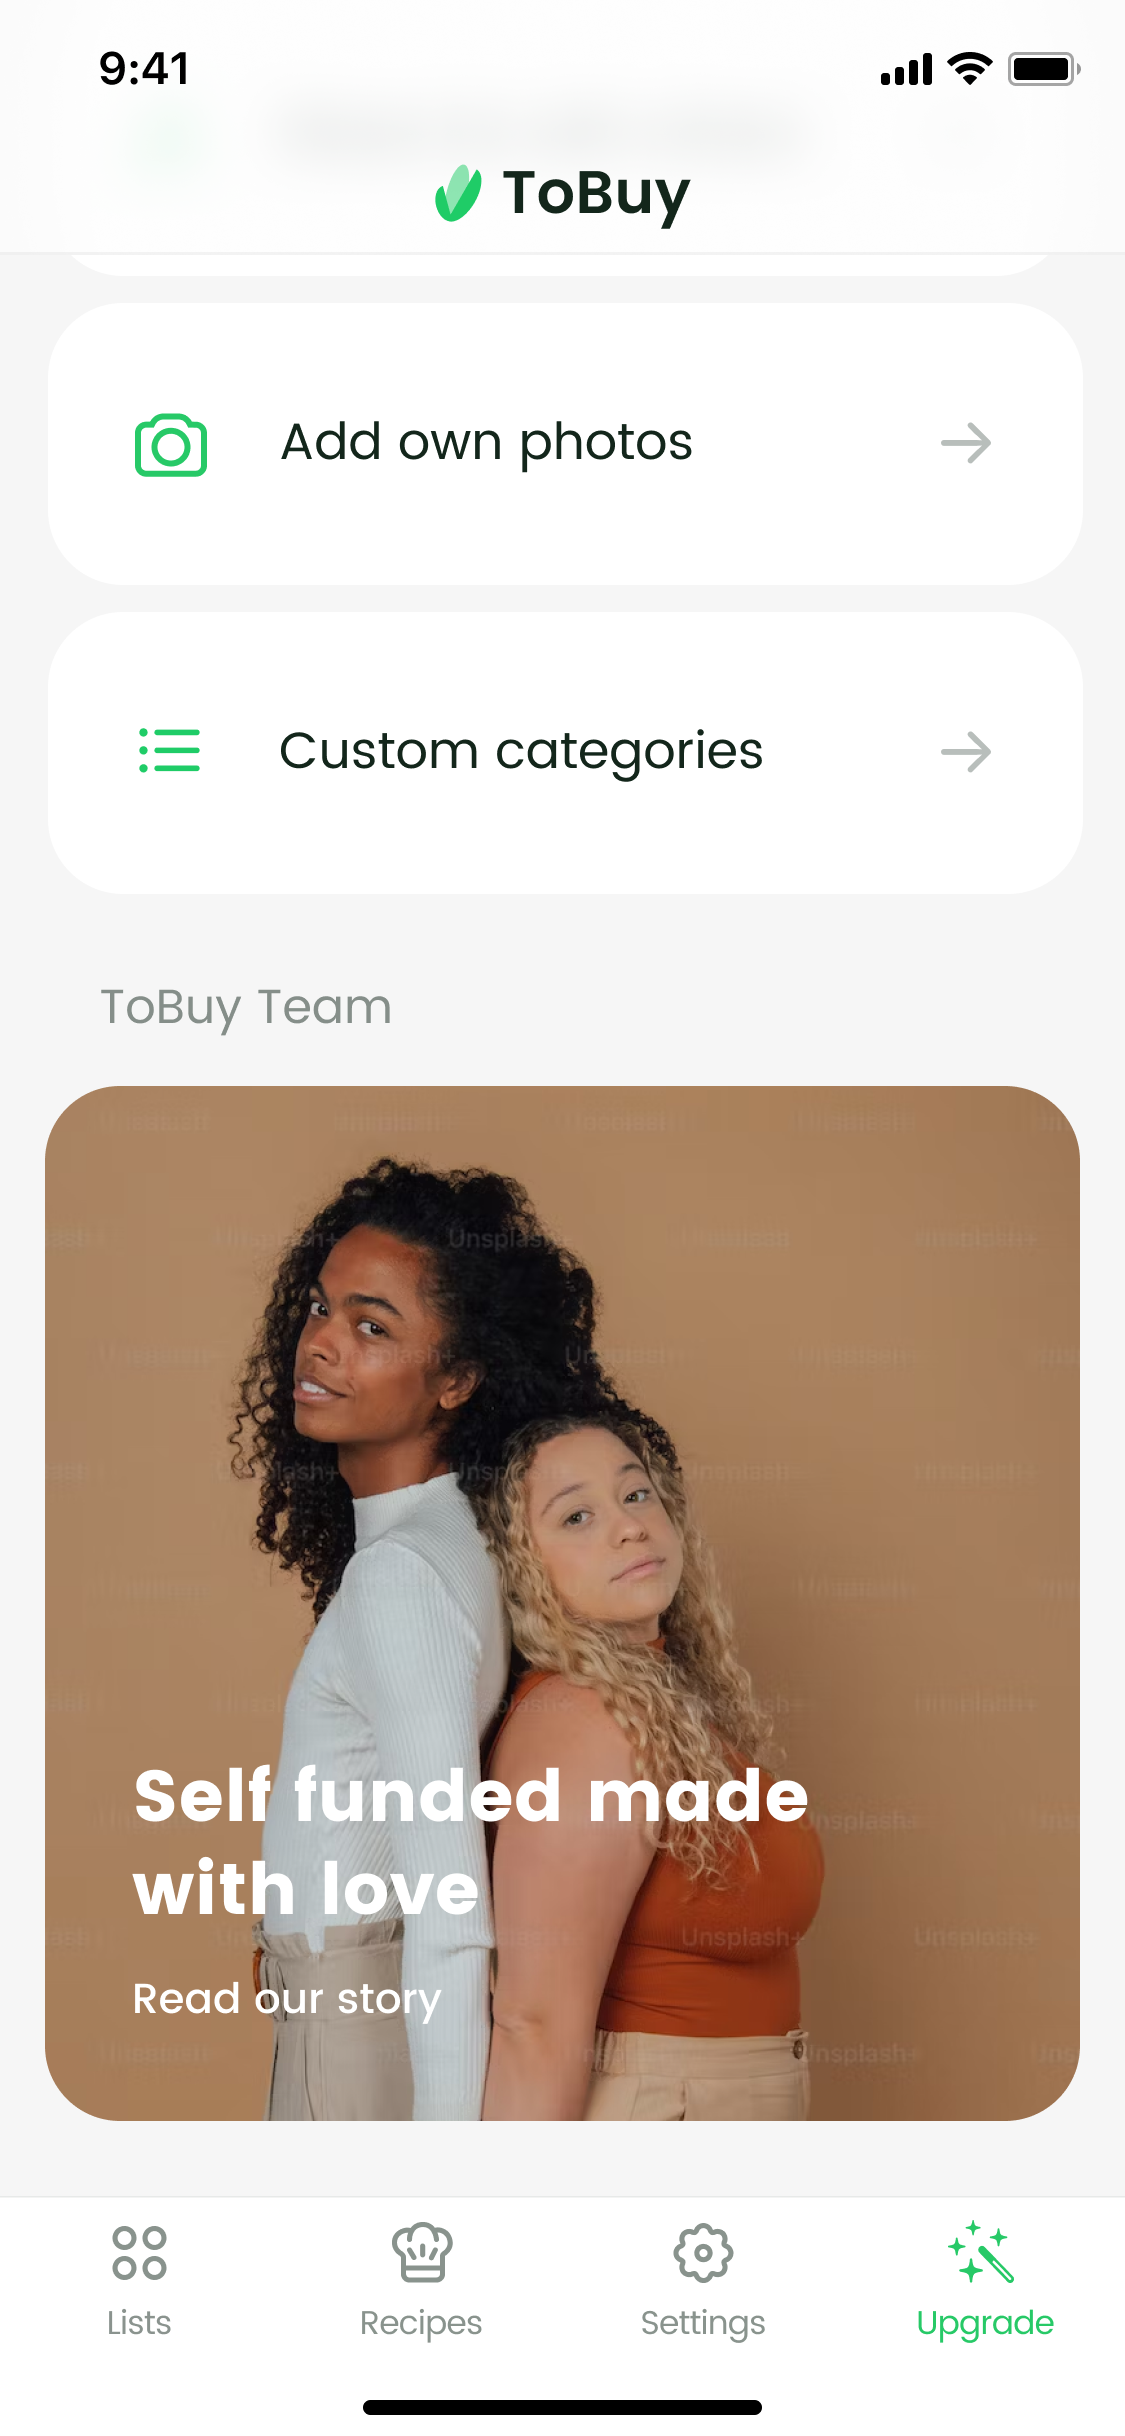 9:41
ToBuy
Add own photos
Custom categories
ToBuy Team
Unsplash+
Self funded made
with love
Read our story
Lists
Recipes
Settings
Upgrade